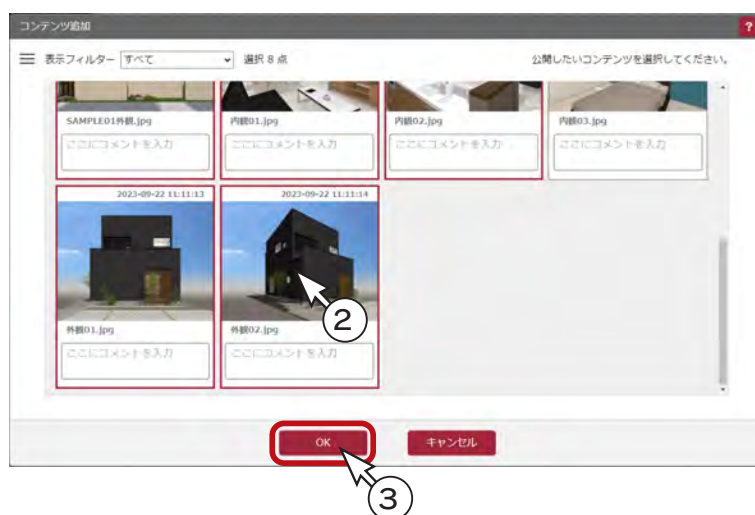 コンテンツ追加
?
表示フィルター すべて 選択 8 点 公開したいコンテンツを選択してください。
SAMPLE01外観.jpg 内観01.jpg 内観02.jpg 内観03.jpg
ここにコメントを入力 ここにコメントを入力 ここにコメントを入力 ここにコメントを入力
2023-09-22 11:11:13 2023-09-22 11:11:14
②
外観01.jpg 外観02.jpg
ここにコメントを入力 ここにコメントを入力
OK キャンセル
③